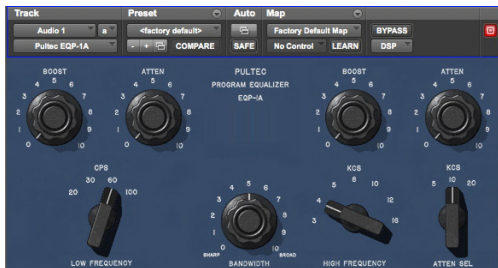 Track Preset Auto Map
Audio 1 a <factory default> Factory Default Map BYPASS
Pultec EQP-1A - + COMPARE SAFE No Control LEARN DSP
BOOST ATTEN PULTEC BOOST ATTEN
PROGRAM EQUALIZER
EQP-1A
0 1 2 3 4 5 6 7 8 9 10
0 1 2 3 4 5 6 7 8 9 10
0 1 2 3 4 5 6 7 8 9 10
0 1 2 3 4 5 6 7 8 9 10
CPS KCS KCS
20 30 60 100
0 1 2 3 4 5 6 7 8 9 10
3 4 5 8 10 12 16
5 10 20
SHARP BROAD
LOW FREQUENCY BANDWIDTH HIGH FREQUENCY ATTEN SEL